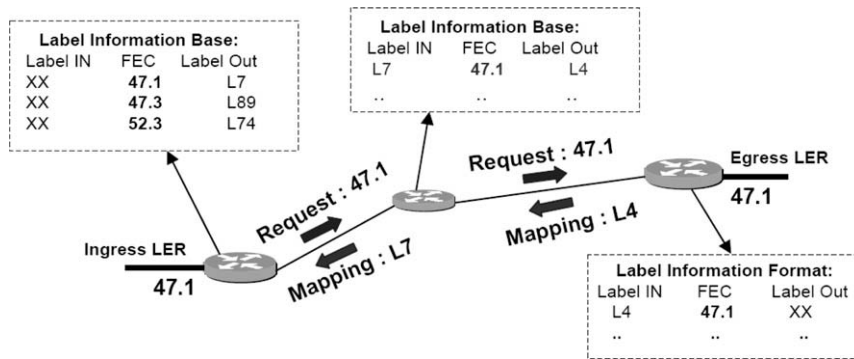 Label Information Base:
Label IN FEC Label Out
XX 47.1 L7
XX 47.3 L89
XX 52.3 L74
Label Information Base:
Label IN FEC Label Out
L7 47.1 L4
.. .. ..
Request : 47.1
Mapping : L7
Request : 47.1
Mapping : L4
Ingress LER
47.1
Egress LER
47.1
Label Information Format:
Label IN FEC Label Out
L4 47.1 XX
.. .. ..